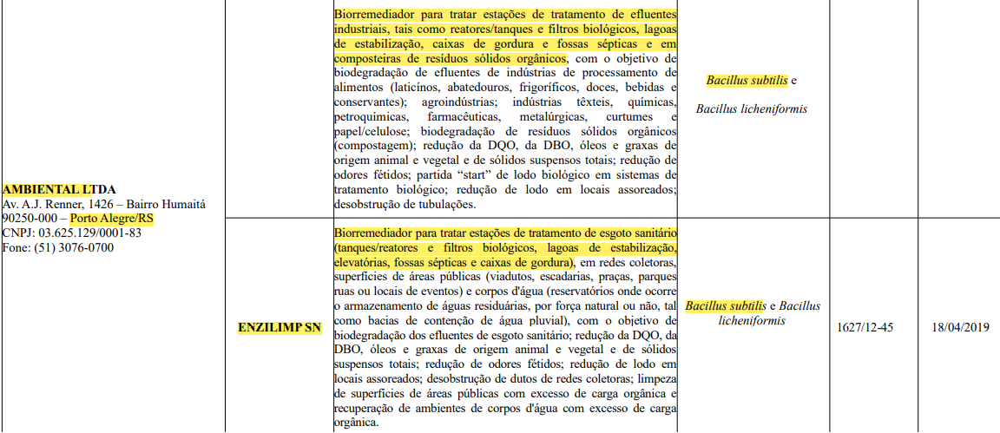 AMBIENTAL LTDA
Av. A.J. Renner, 1426 – Bairro Humaitá
90250-000 – Porto Alegre/RS
CNPJ: 03.625.129/0001-83
Fone: (51) 3076-0700
Biorremediador para tratar estações de tratamento de efluentes
industriais, tais como reatores/tanques e filtros biológicos, lagoas
de estabilização, caixas de gordura e fossas sépticas e em
composteiras de resíduos sólidos orgânicos, com o objetivo de
biodegradação de efluentes de indústrias de processamento de
alimentos (laticínos, abatedouros, frigoríficos, doces, bebidas e
conservantes); agroindústrias; indústrias têxteis, químicas,
petroquímicas, farmacêuticas, metalúrgicas, curtumes e
papel/celulose; biodegradação de resíduos sólidos orgânicos
(compostagem); redução da DQO, da DBO, óleos e graxas de
origem animal e vegetal e de sólidos suspensos totais; redução de
odores fétidos; partida “start” de lodo biológico em sistemas de
tratamento biológico; redução de lodo em locais assoreados;
desobstrução de tubulações.
Bacillus subtilis e
Bacillus licheniformis
ENZILIMP SN
Biorremediador para tratar estações de tratamento de esgoto sanitário
(tanques/reatores e filtros biológicos, lagoas de estabilização,
elevatórias, fossas sépticas e caixas de gordura), em redes coletoras,
superfícies de áreas públicas (viadutos, escadarias, praças, parques
ruas ou locais de eventos) e corpos d'água (reservatórios onde ocorre
o armazenamento de águas residuárias, por força natural ou não, tal
como bacias de contenção de água pluvial), com o objetivo de
biodegradação dos efluentes de esgoto sanitário; redução da DQO, da
DBO, óleos e graxas de origem animal e vegetal e de sólidos
suspensos totais; redução de odores fétidos; redução de lodo em
locais assoreados; desobstrução de dutos de redes coletoras; limpeza
de superfícies de áreas públicas com excesso de carga orgânica e
recuperação de ambientes de corpos d'água com excesso de carga
orgânica.
Bacillus subtilis e Bacillus
licheniformis
1627/12-45
18/04/2019